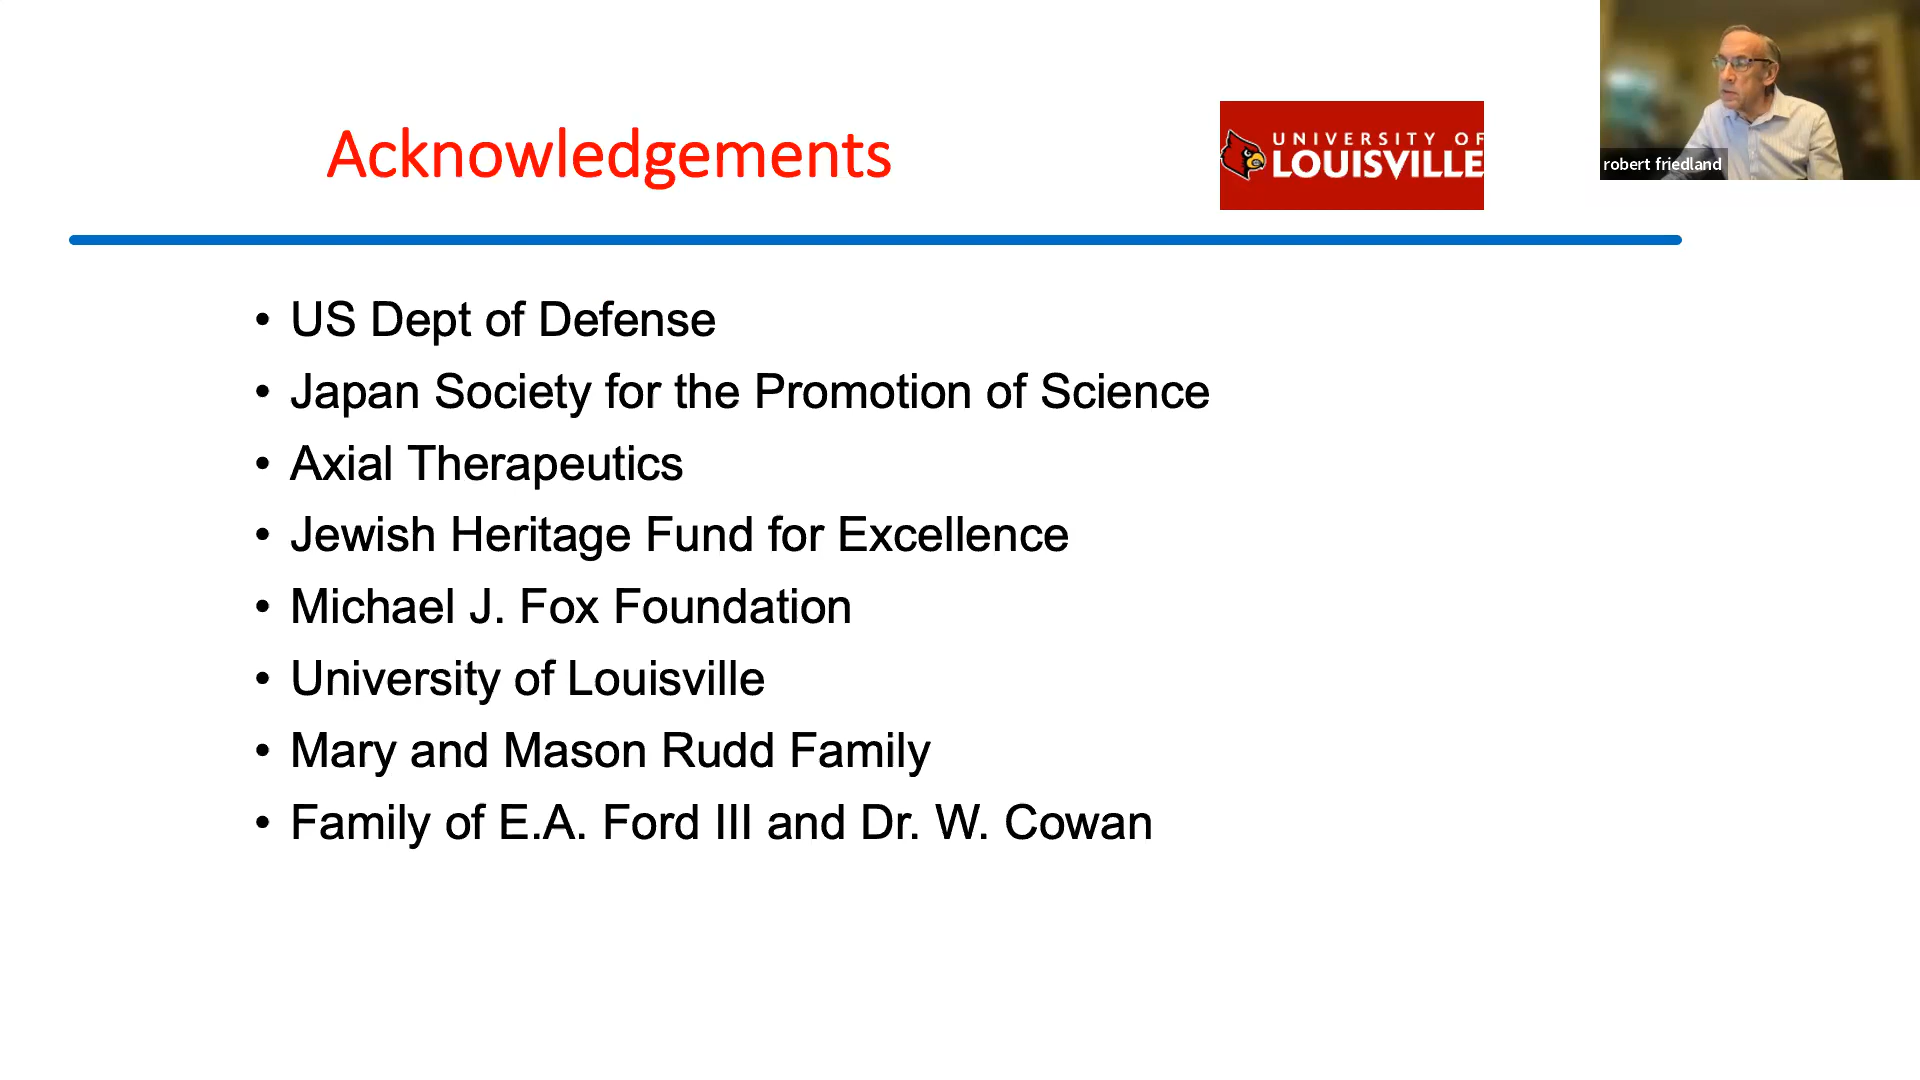 Acknowledgements
UNIVERSITY OF
LOUISVILLE
robert friedland
• US Dept of Defense
• Japan Society for the Promotion of Science
• Axial Therapeutics
• Jewish Heritage Fund for Excellence
• Michael J. Fox Foundation
• University of Louisville
• Mary and Mason Rudd Family
• Family of E.A. Ford III and Dr. W. Cowan